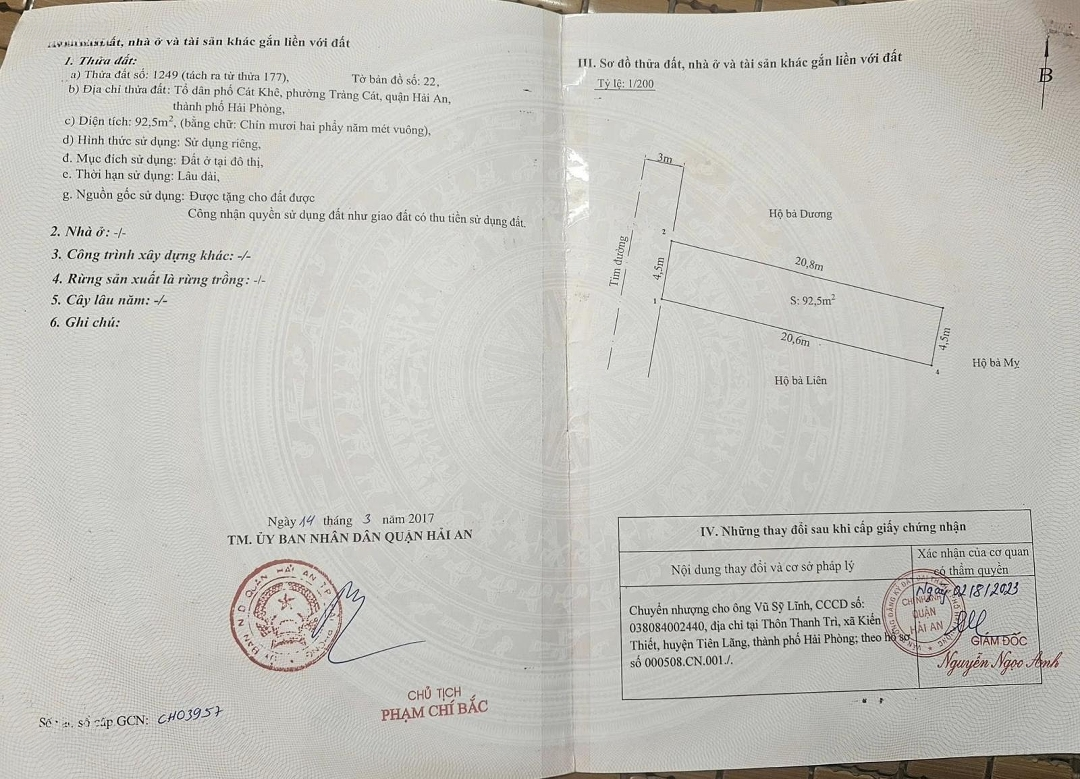 đất, nhà ở và tài sản khác gắn liền với đất
1. Thửa đất:
a) Thửa đất số: 1249 (tách ra từ thửa 177), Tờ bản đồ số: 22,
b) Địa chỉ thửa đất: Tổ dân phố Cát Khê, phường Tràng Cát, quận Hải An,
thành phố Hải Phòng,
c) Diện tích: 92,5m², (bằng chữ: Chín mươi hai phẩy năm mét vuông),
d) Hình thức sử dụng: Sử dụng riêng,
đ. Mục đích sử dụng: Đất ở tại đô thị,
e. Thời hạn sử dụng: Lâu dài,
g. Nguồn gốc sử dụng: Được tặng cho đất được
Công nhận quyền sử dụng đất như giao đất có thu tiền sử dụng đất.
2. Nhà ở: -/-
3. Công trình xây dựng khác: -/-
4. Rừng sản xuất là rừng trồng: -/-
5. Cây lâu năm: -/-
6. Ghi chú:
Ngày 14 tháng 3 năm 2017
TM. ỦY BAN NHÂN DÂN QUẬN HẢI AN
CHỦ TỊCH
PHẠM CHÍ BẮC
số cấp GCN: CH03957
III. Sơ đồ thửa đất, nhà ở và tài sản khác gắn liền với đất
Tỷ lệ: 1/200
B
3m
Hộ bà Dương
2
Tim đường
4,5m
20,8m
S: 92,5m²
1
20,6m
4,5m
4
Hộ bà Mỵ
Hộ bà Liên
IV. Những thay đổi sau khi cấp giấy chứng nhận
Nội dung thay đổi và cơ sở pháp lý
Xác nhận của cơ quan
có thẩm quyền
Chuyển nhượng cho ông Vũ Sỹ Lĩnh, CCCD số:
038084002440, địa chỉ tại Thôn Thanh Trì, xã Kiến
Thiết, huyện Tiên Lãng, thành phố Hải Phòng; theo hồ sơ
số 000508.CN.001./.
Ngày 02/8/2023
CHI NHÁNH
QUẬN
HẢI AN
GIÁM ĐỐC
Nguyễn Ngọc Anh